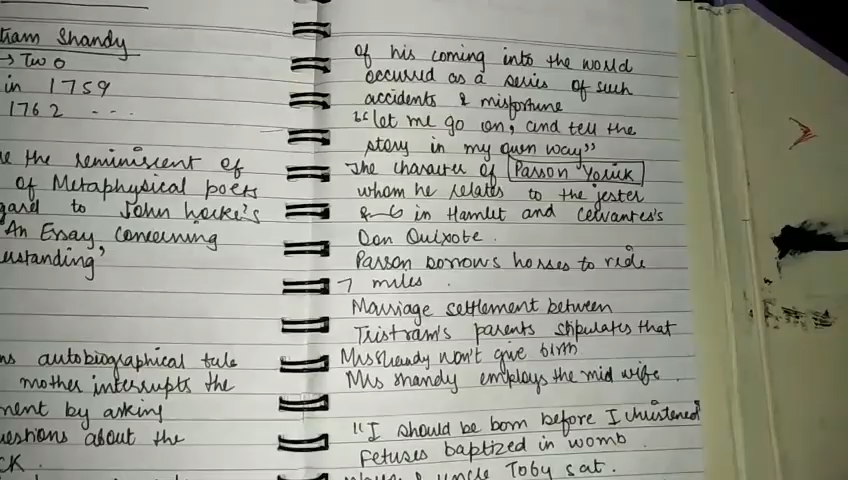 tram Shandy
→ Two
in 1759
1762 ...
the reminiscent of
of Metaphysical poets
gard to John Locke's
"An Essay concerning
erstanding'
ns autobiographical tale
mother interrupts the
ment by asking
uestions about the
CK.
of his coming into the world
occurred as a series of such
accidents & misfortune
"let me go on, and tell the
story in my own way"
The character of Parson Yorick
whom he relates to the jester
in Hamlet and Cervantes's
Don Quixote.
Parson borrows horses to ride
7 miles.
Marriage settlement between
Tristram's parents stipulates that
Mrs Shandy won't give birth
Mrs Shandy employs the mid wife.
"I should be born before I christened
Fetuses baptized in womb.
uncle Toby sat.